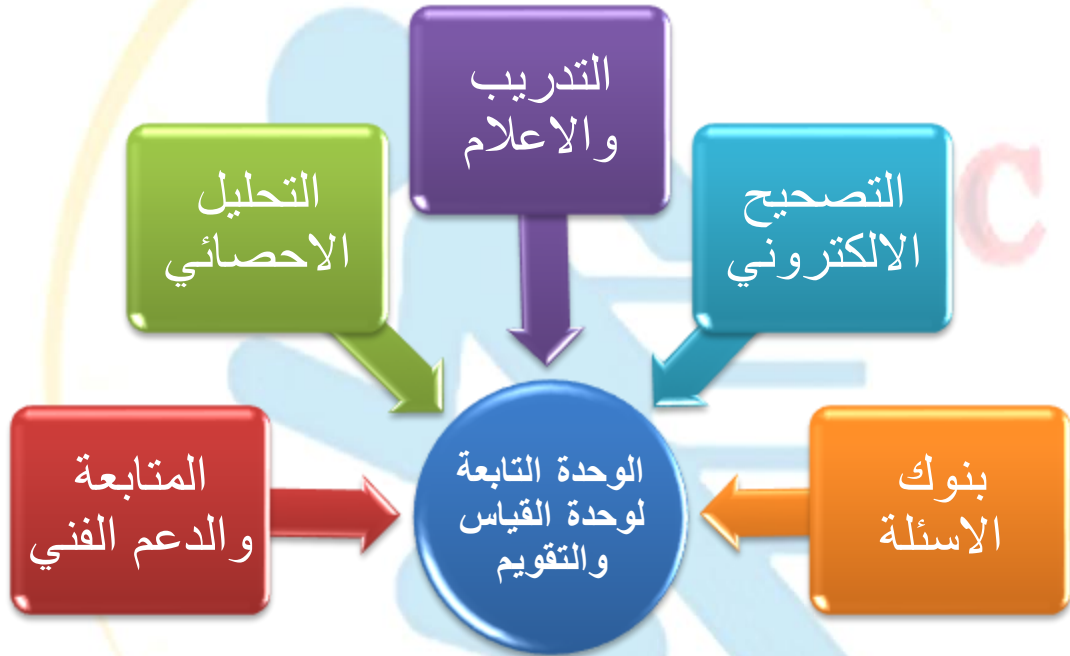 التدريب
والاعلام
التصحيح
الالكتروني
التحليل
الاحصائي
C
بنوك
الاسئلة
الوحدة التابعة
لوحدة القياس
والتقويم
المتابعة
والدعم الفني